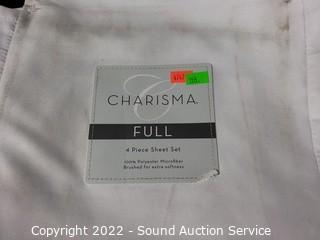 CHARISMA
FULL
4 Piece Sheet Set
100% Polyester Microfiber
Brushed for extra softness
Copyright 2022 - Sound Auction Service